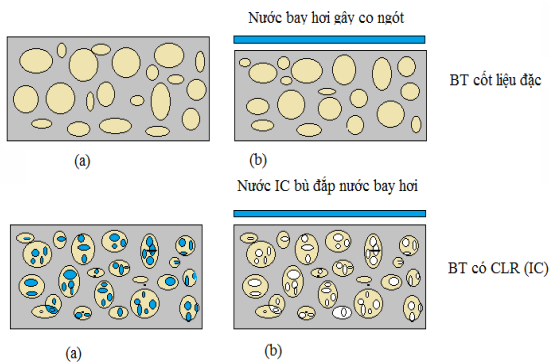 Nước bay hơi gây co ngót
BT cốt liệu đặc
(a)
(b)
Nước IC bù đắp nước bay hơi
BT có CLR (IC)
(a)
(b)